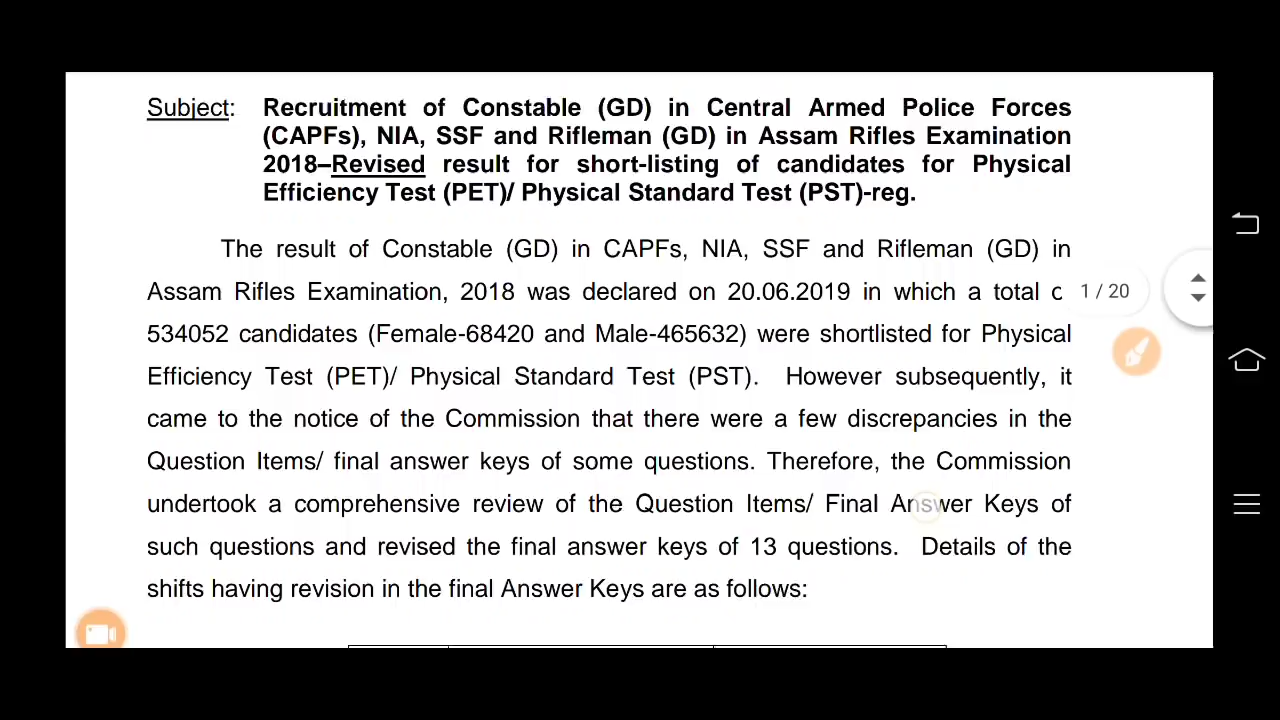 Subject: Recruitment of Constable (GD) in Central Armed Police Forces
(CAPFs), NIA, SSF and Rifleman (GD) in Assam Rifles Examination
2018–Revised result for short-listing of candidates for Physical
Efficiency Test (PET)/ Physical Standard Test (PST)-reg.
The result of Constable (GD) in CAPFs, NIA, SSF and Rifleman (GD) in
Assam Rifles Examination, 2018 was declared on 20.06.2019 in which a total
1 / 20
534052 candidates (Female-68420 and Male-465632) were shortlisted for Physical
Efficiency Test (PET)/ Physical Standard Test (PST). However subsequently, it
came to the notice of the Commission that there were a few discrepancies in the
Question Items/ final answer keys of some questions. Therefore, the Commission
undertook a comprehensive review of the Question Items/ Final Answer Keys of
such questions and revised the final answer keys of 13 questions. Details of the
shifts having revision in the final Answer Keys are as follows: